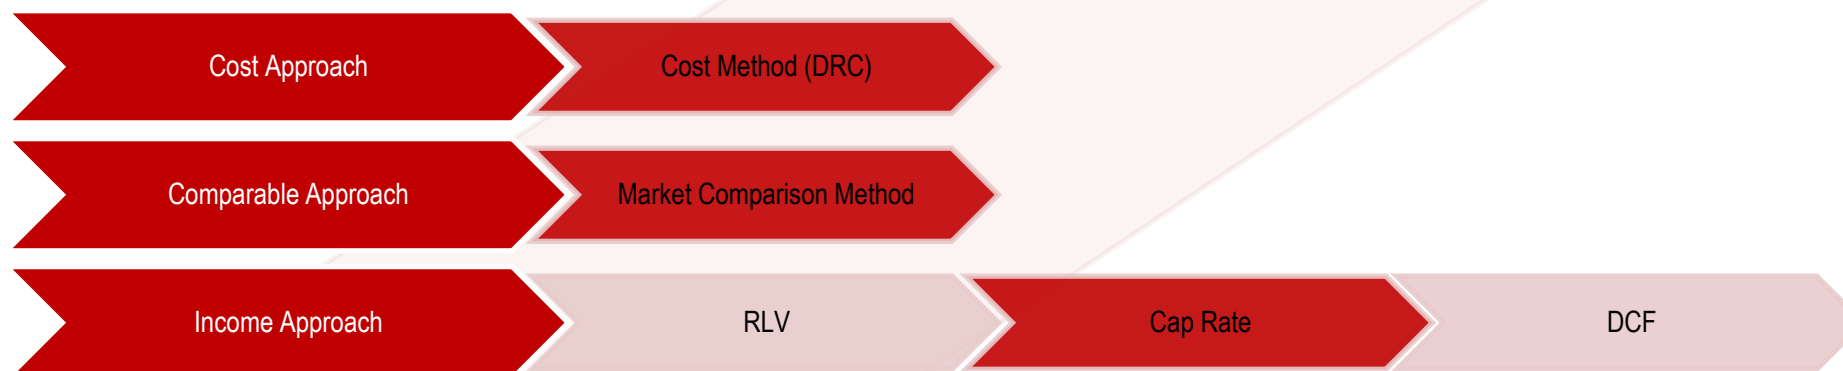 Cost Approach
Cost Method (DRC)
Comparable Approach
Market Comparison Method
Income Approach
RLV
Cap Rate
DCF